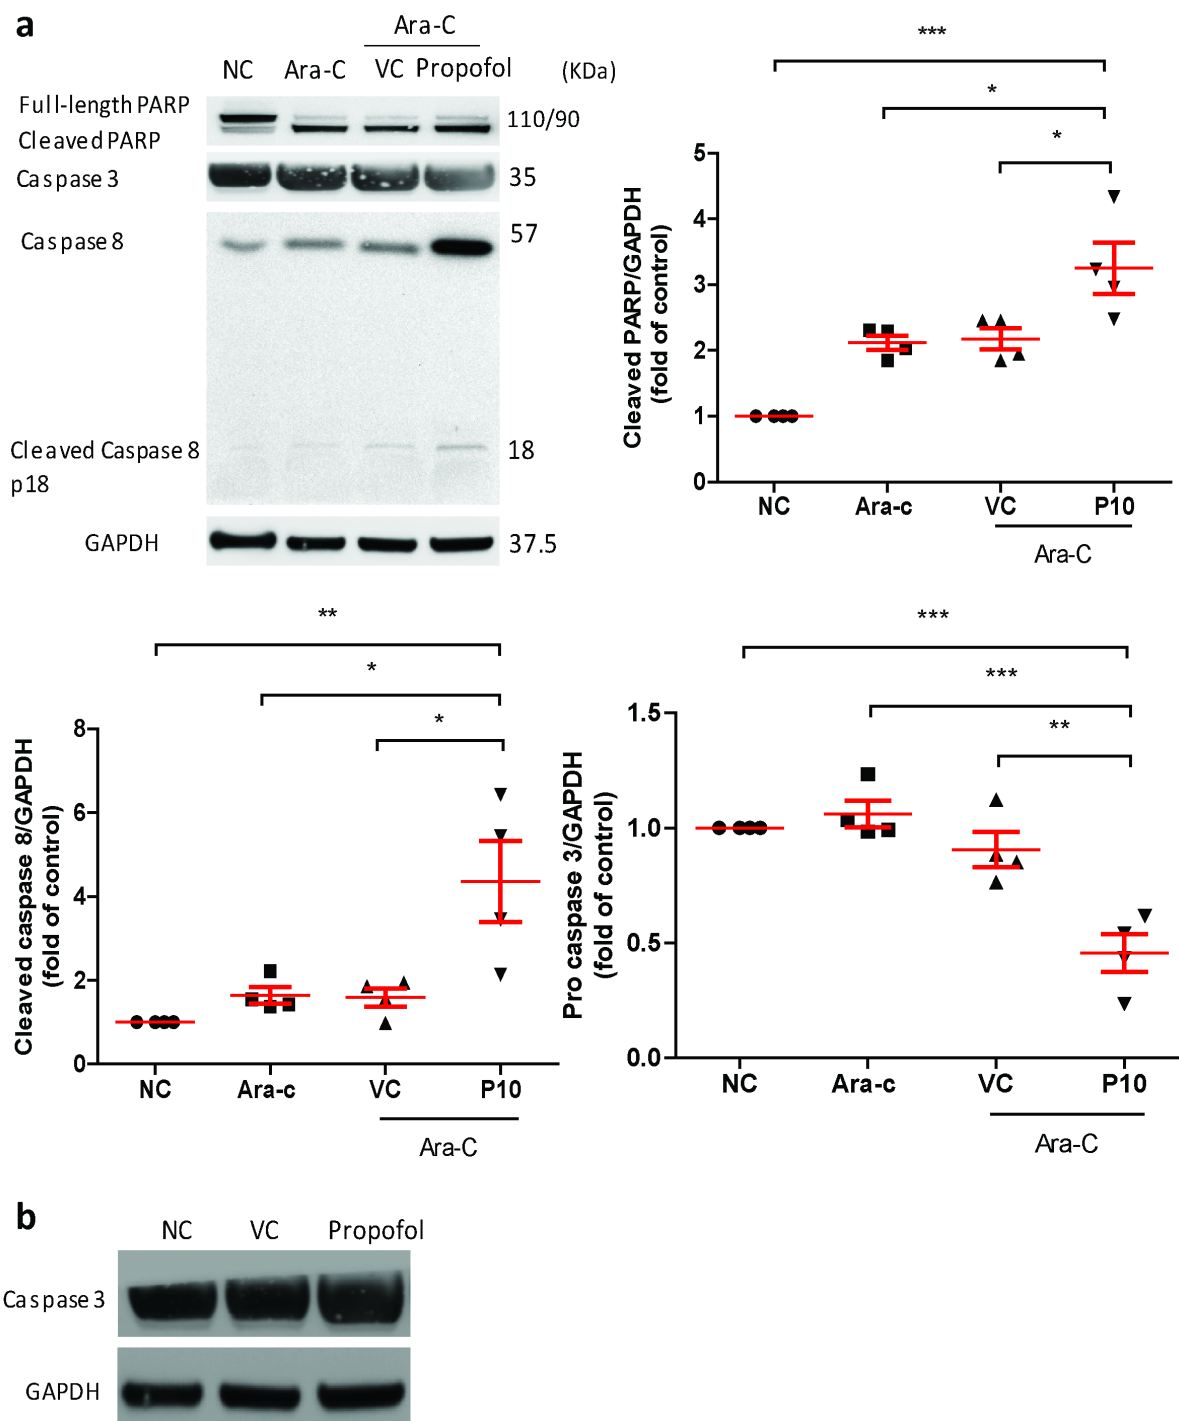 a
Ara-C
NC Ara-C VC Propofol (KDa)
Full-length PARP
Cleaved PARP
110/90
Caspase 3
35
Caspase 8
57
Cleaved Caspase 8
p18
18
GAPDH
37.5
***
*
*
Cleaved PARP/GAPDH
(fold of control)
5
4
3
2
1
0
NC Ara-c VC P10
Ara-C
**
*
*
Cleaved caspase 8/GAPDH
(fold of control)
8
6
4
2
0
NC Ara-c VC P10
Ara-C
***
***
**
Pro caspase 3/GAPDH
(fold of control)
1.5
1.0
0.5
0.0
NC Ara-c VC P10
Ara-C
b
NC VC Propofol
Caspase 3
GAPDH